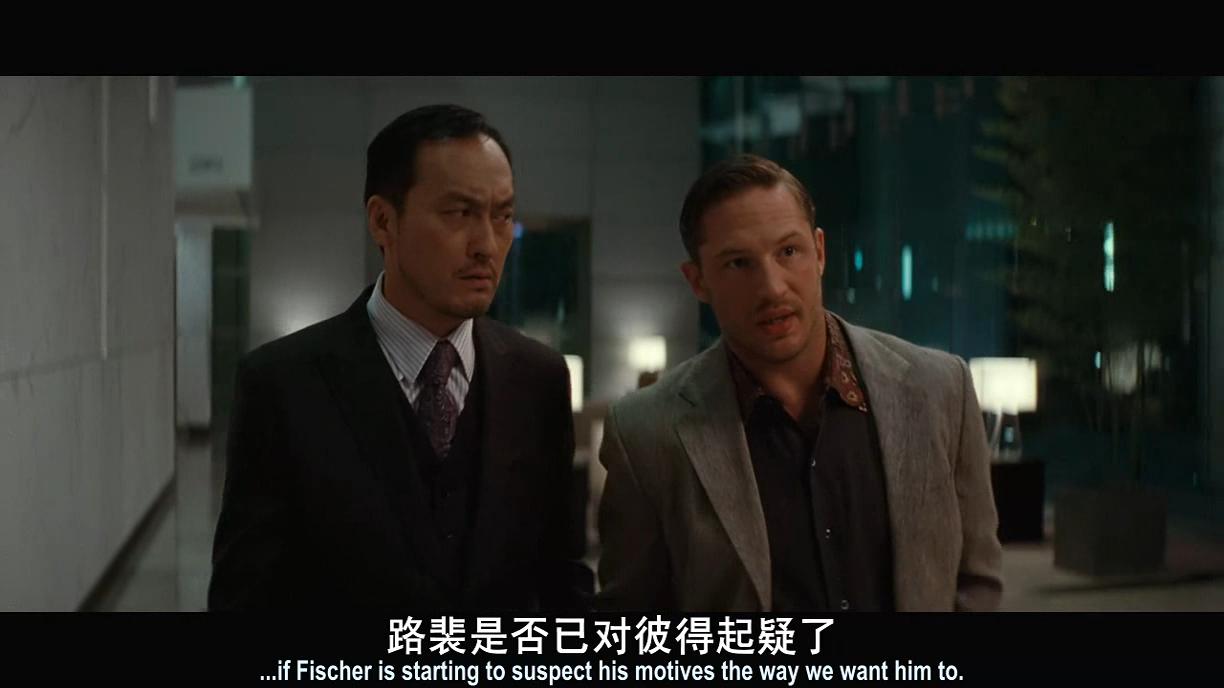 路裴是否已对彼得起疑了
...if Fischer is starting to suspect his motives the way we want him to.